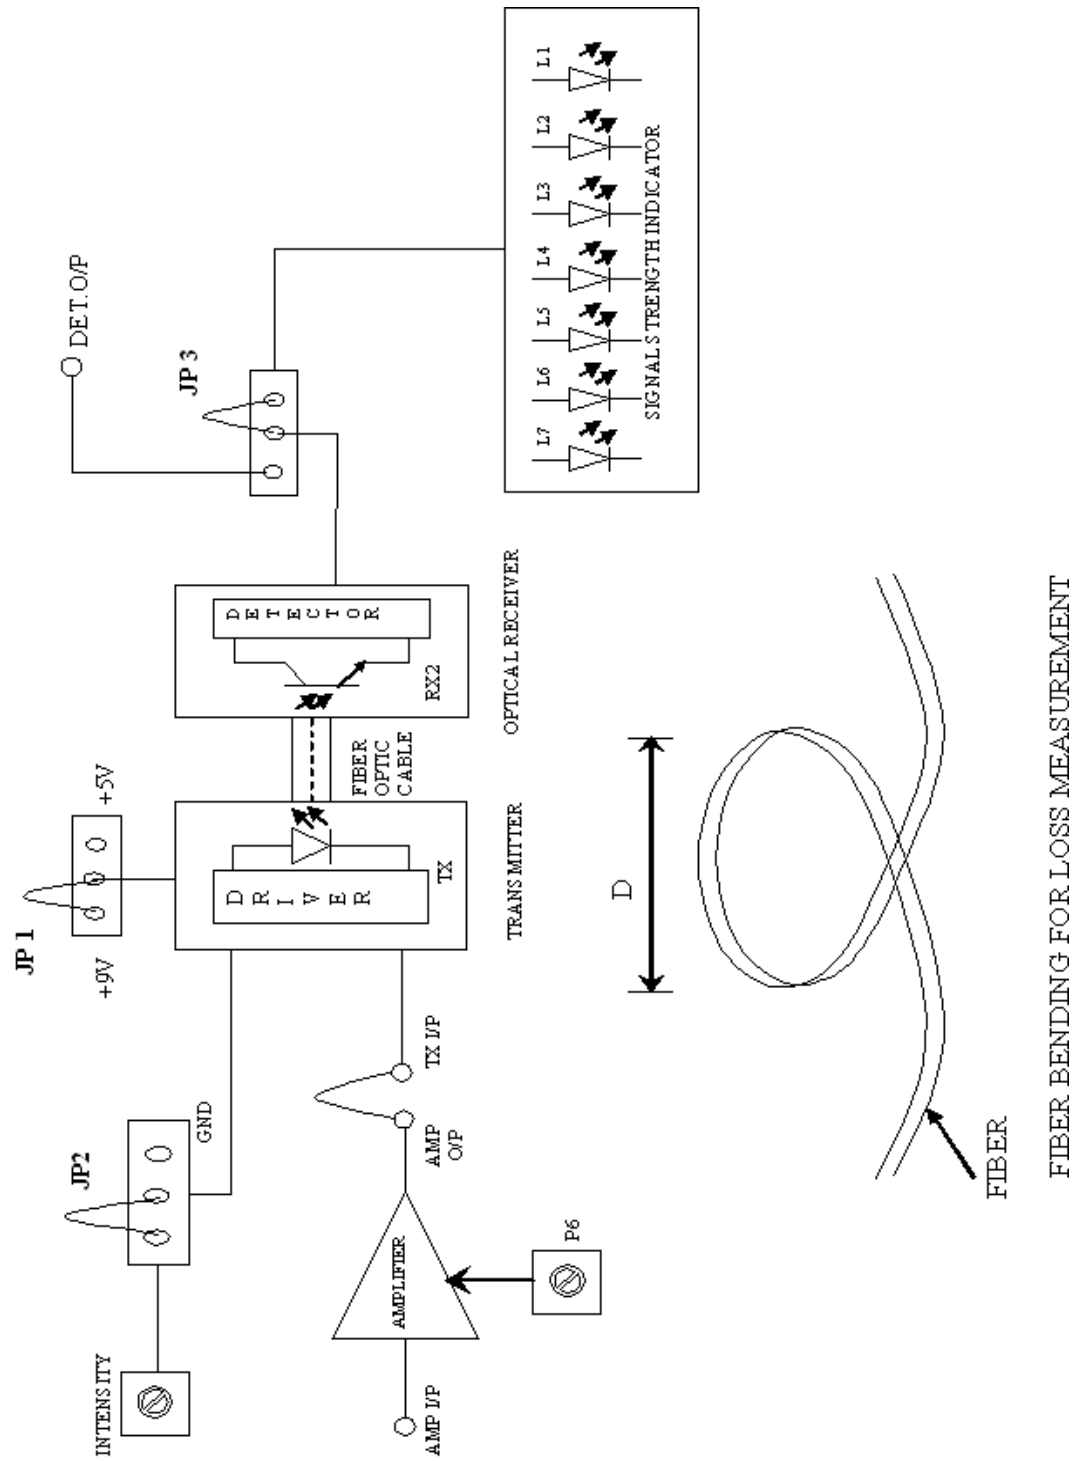 JP 1
+9V
+5V
JP2
GND
INTENSITY
AMP I/P
AMPLIFIER
P6
AMP
O/P
TX I/P
DRIVER
TX
TRANSMITTER
FIBER
OPTIC
CABLE
DETECTOR
RX2
OPTICAL RECEIVER
JP 3
DET.O/P
L7
L6
L5
L4
L3
L2
L1
SIGNAL STRENGTH INDICATOR
D
FIBER
FIBER BENDING FOR LOSS MEASUREMENT